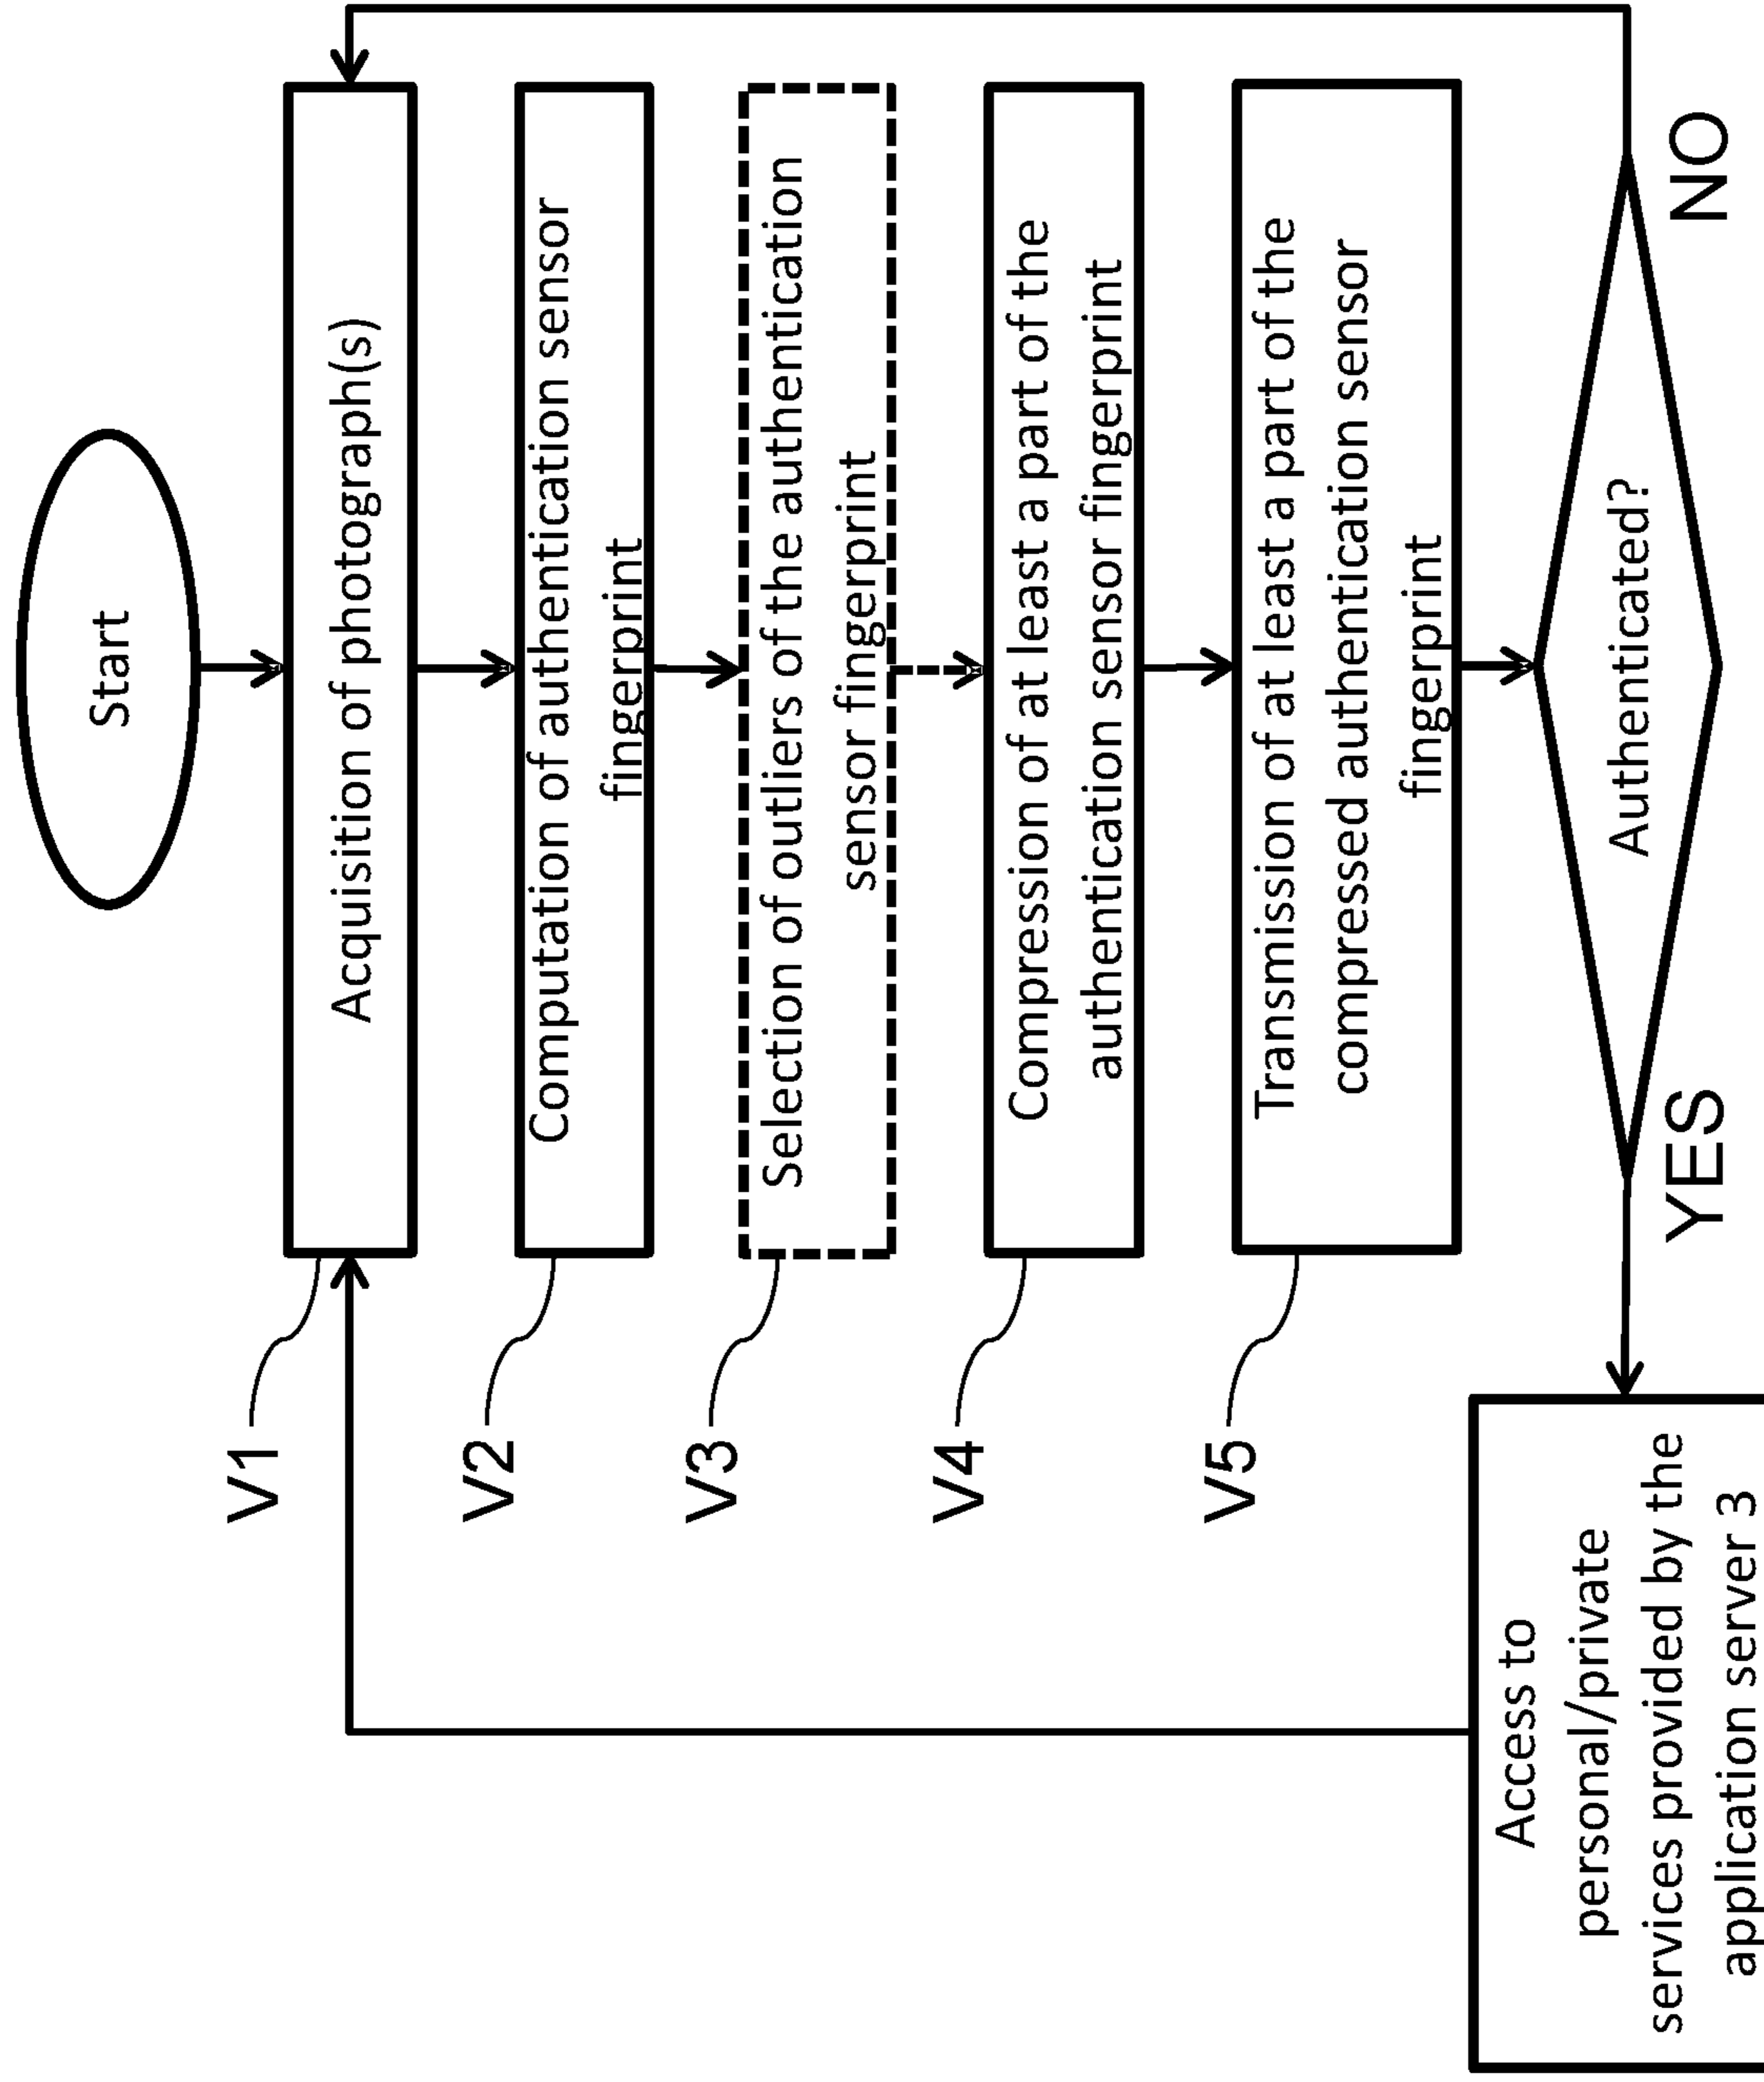 Start
V1
Acquisition of photograph(s)
V2
Computation of authentication sensor
fingerprint
V3
Selection of outliers of the authentication
sensor fingerprint
V4
Compression of at least a part of the
authentication sensor fingerprint
V5
Transmission of at least a part of the
compressed authentication sensor
fingerprint
Authenticated?
YES
NO
Access to
personal/private
services provided by the
application server 3